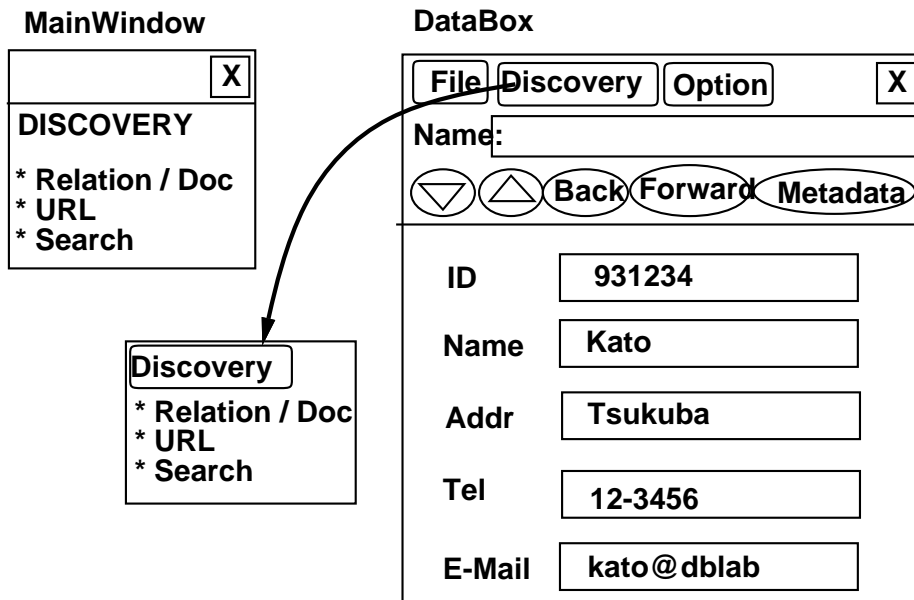 MainWindow
X
DISCOVERY
* Relation / Doc
* URL
* Search
DataBox
File Discovery Option X
Name:
Back Forward Metadata
ID 931234
Name Kato
Addr Tsukuba
Tel 12-3456
E-Mail kato@dblab
Discovery
* Relation / Doc
* URL
* Search